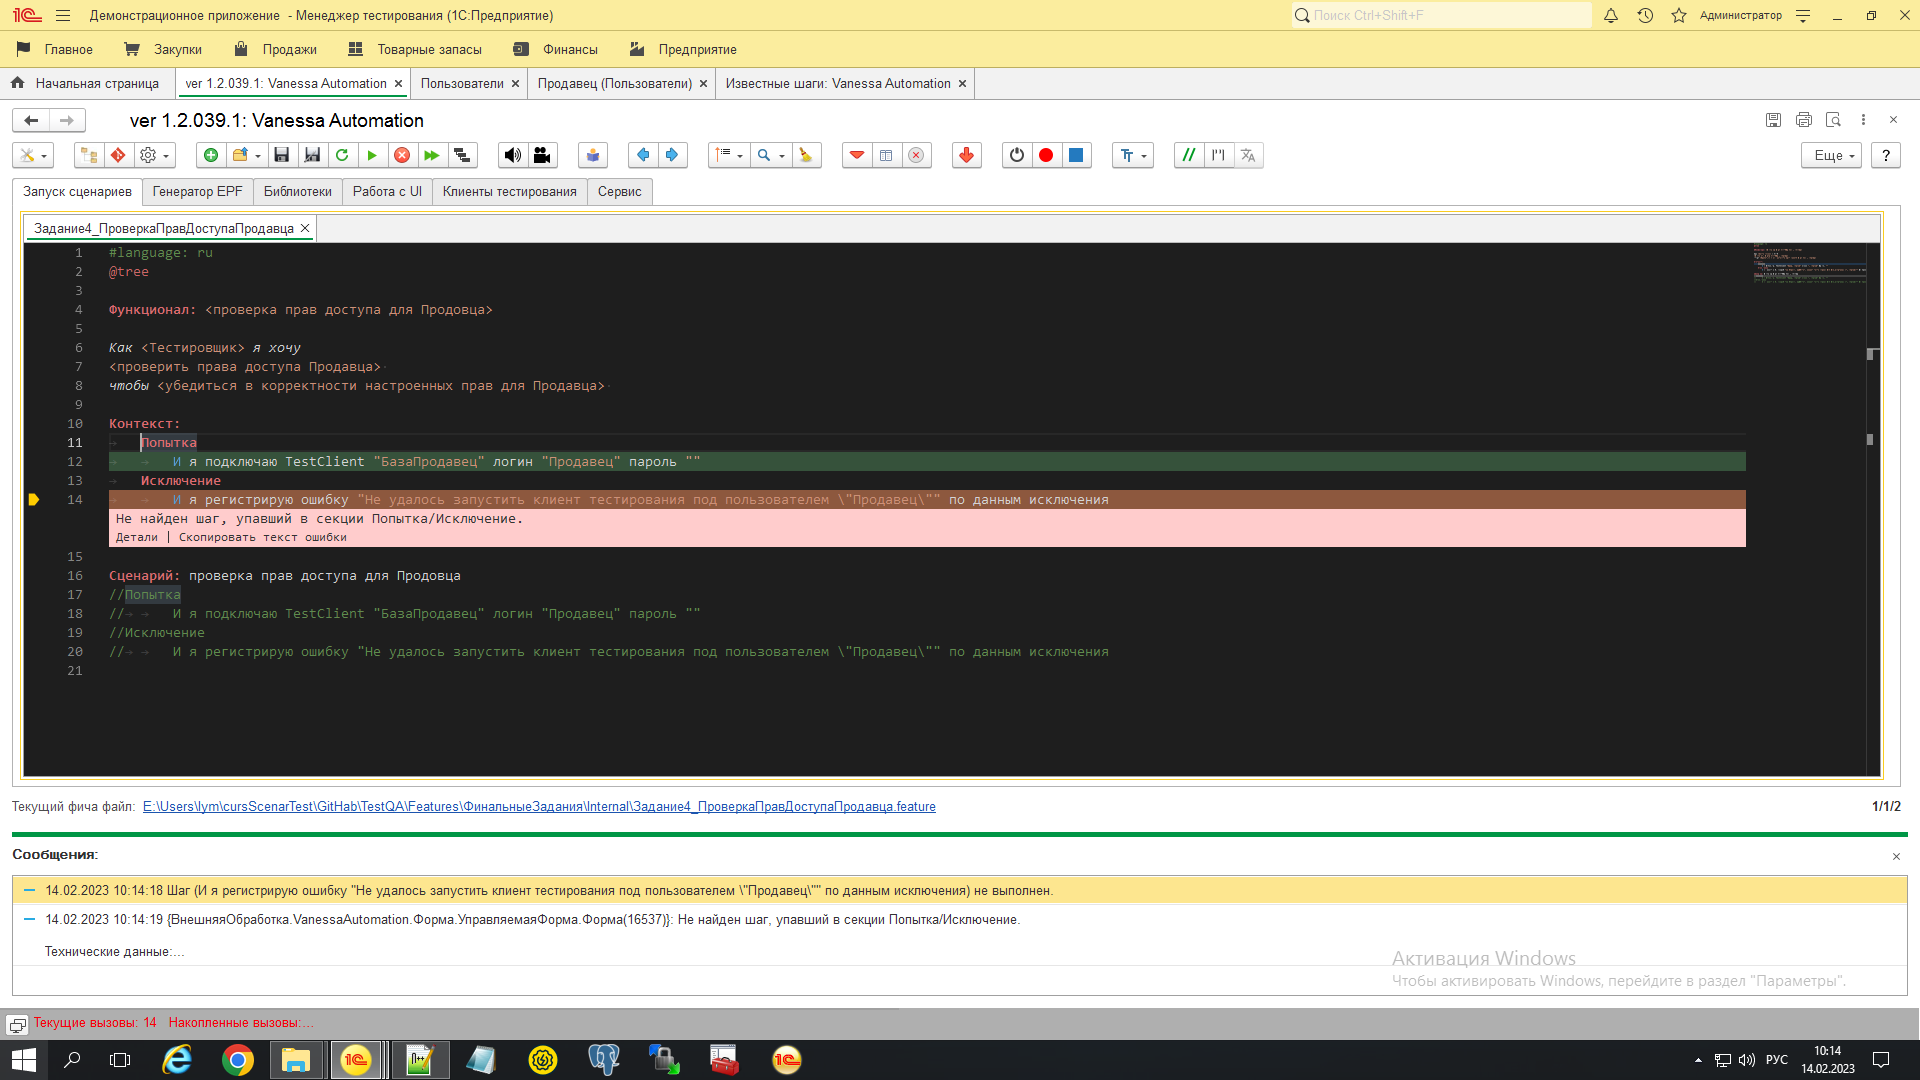 Демонстрационное приложение - Менеджер тестирования (1С:Предприятие)
Поиск Ctrl+Shift+F
Администратор
Главное
Закупки
Продажи
Товарные запасы
Финансы
Предприятие
Начальная страница
ver 1.2.039.1: Vanessa Automation ×
Пользователи ×
Продавец (Пользователи) ×
Известные шаги: Vanessa Automation ×
ver 1.2.039.1: Vanessa Automation
Еще
?
Запуск сценариев
Генератор EPF
Библиотеки
Работа с UI
Клиенты тестирования
Сервис
Задание4_ПроверкаПравДоступаПродавца ×
1 #language: ru
2 @tree
3
4 Функционал: <проверка прав доступа для Продовца>
5
6 Как <Тестировщик> я хочу
7 <проверить права доступа Продавца>
8 чтобы <убедиться в корректности настроенных прав для Продавца>
9
10 Контекст:
11 Попытка
12 И я подключаю TestClient "БазаПродавец" логин "Продавец" пароль ""
13 Исключение
14 И я регистрирую ошибку "Не удалось запустить клиент тестирования под пользователем \"Продавец\"" по данным исключения
Не найден шаг, упавший в секции Попытка/Исключение.
Детали | Скопировать текст ошибки
15
16 Сценарий: проверка прав доступа для Продовца
17 //Попытка
18 // И я подключаю TestClient "БазаПродавец" логин "Продавец" пароль ""
19 //Исключение
20 // И я регистрирую ошибку "Не удалось запустить клиент тестирования под пользователем \"Продавец\"" по данным исключения
21
Текущий фича файл: E:\Users\lym\cursScenarTest\GitHab\TestQA\Features\ФинальныеЗадания\Internal\Задание4_ПроверкаПравДоступаПродавца.feature
1/1/2
Сообщения:
14.02.2023 10:14:18 Шаг (И я регистрирую ошибку "Не удалось запустить клиент тестирования под пользователем \"Продавец\"" по данным исключения) не выполнен.
14.02.2023 10:14:19 {ВнешняяОбработка.VanessaAutomation.Форма.УправляемаяФорма.Форма(16537)}: Не найден шаг, упавший в секции Попытка/Исключение.
Технические данные:...
Активация Windows
Чтобы активировать Windows, перейдите в раздел "Параметры".
Текущие вызовы: 14 Накопленные вызовы:...
РУС
10:14
14.02.2023